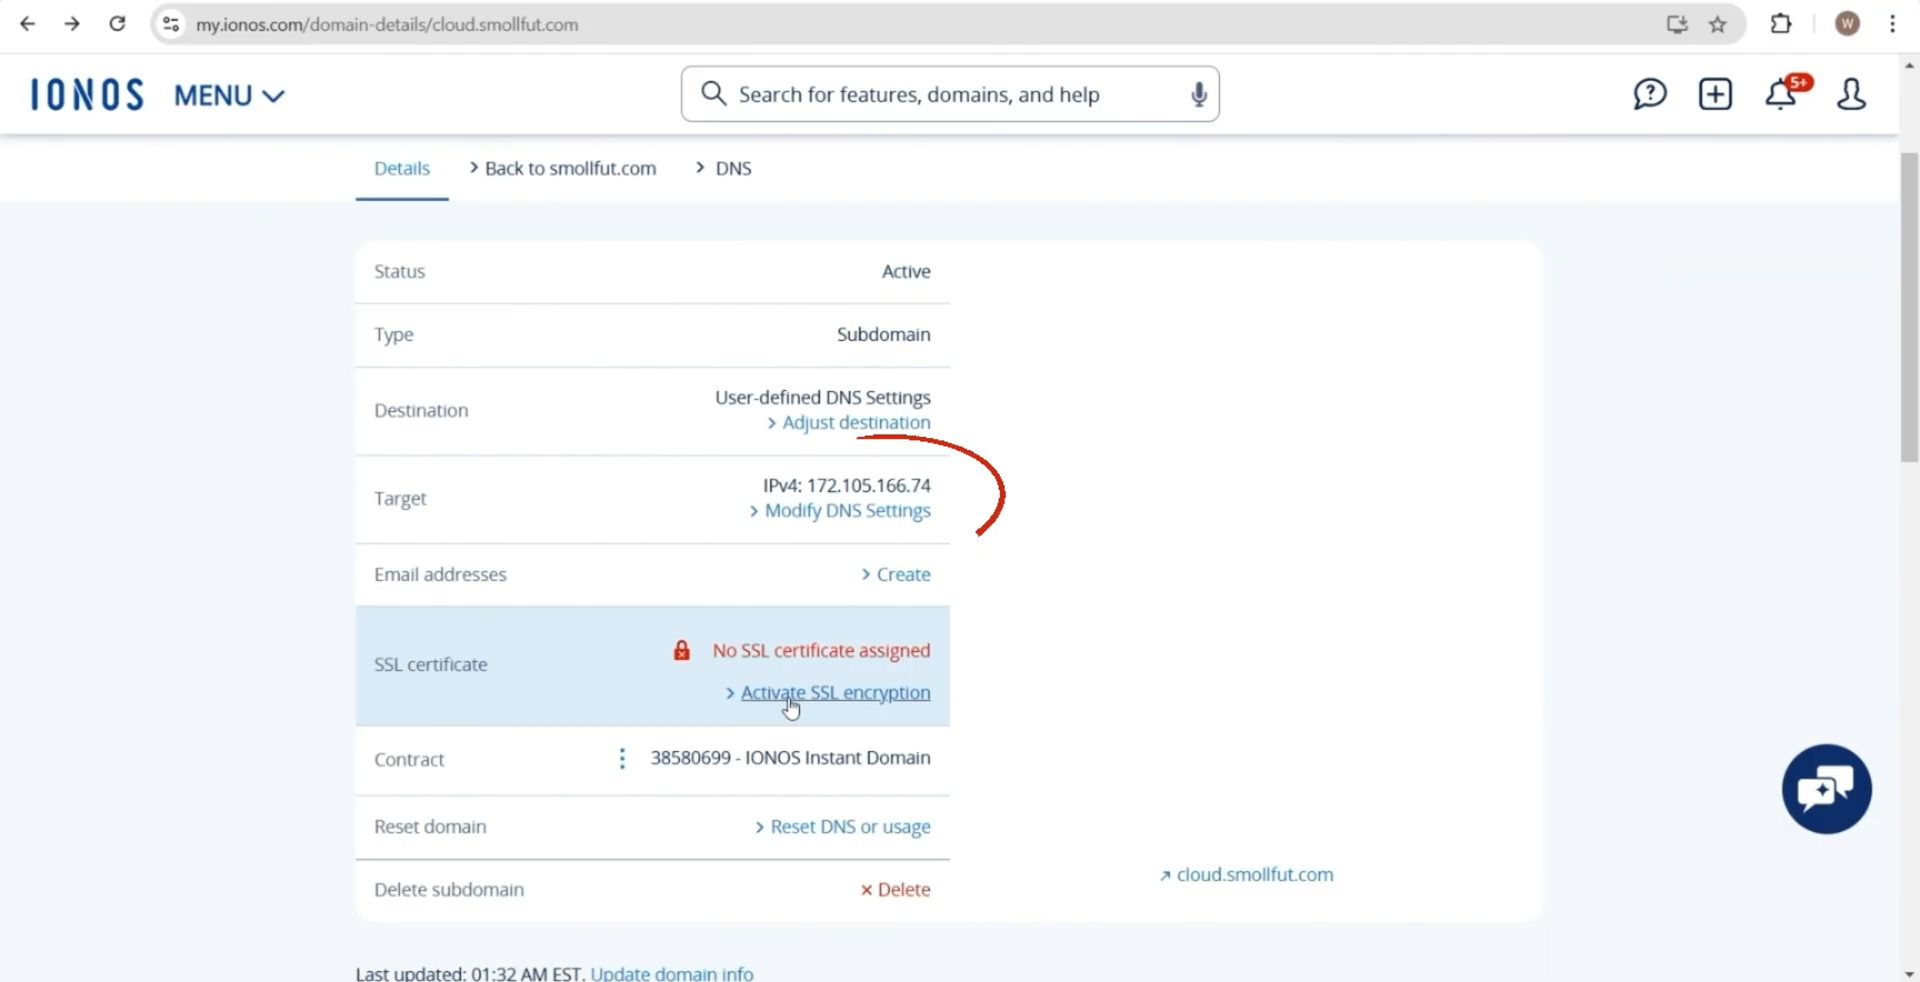 my.ionos.com/domain-details/cloud.smollfut.com
W
IONOS MENU
Search for features, domains, and help
5+
Details
Back to smollfut.com
DNS
Status Active
Type Subdomain
Destination
User-defined DNS Settings
Adjust destination
Target
IPv4: 172.105.166.74
Modify DNS Settings
Email addresses Create
SSL certificate
No SSL certificate assigned
Activate SSL encryption
Contract 38580699 - IONOS Instant Domain
Reset domain Reset DNS or usage
Delete subdomain × Delete
cloud.smollfut.com
Last updated: 01:32 AM EST. Update domain info